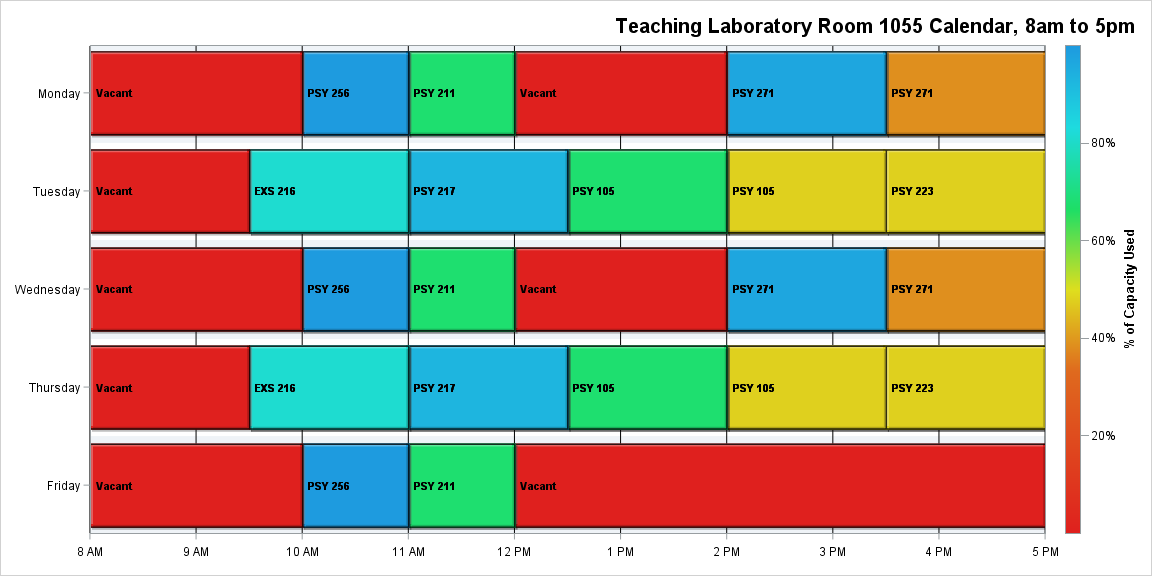 Teaching Laboratory Room 1055 Calendar, 8am to 5pm
Monday
Vacant
PSY 256
PSY 211
Vacant
PSY 271
PSY 271
Tuesday
Vacant
EXS 216
PSY 217
PSY 105
PSY 105
PSY 223
Wednesday
Vacant
PSY 256
PSY 211
Vacant
PSY 271
PSY 271
Thursday
Vacant
EXS 216
PSY 217
PSY 105
PSY 105
PSY 223
Friday
Vacant
PSY 256
PSY 211
Vacant
8 AM
9 AM
10 AM
11 AM
12 PM
1 PM
2 PM
3 PM
4 PM
5 PM
80%
60%
40%
20%
% of Capacity Used